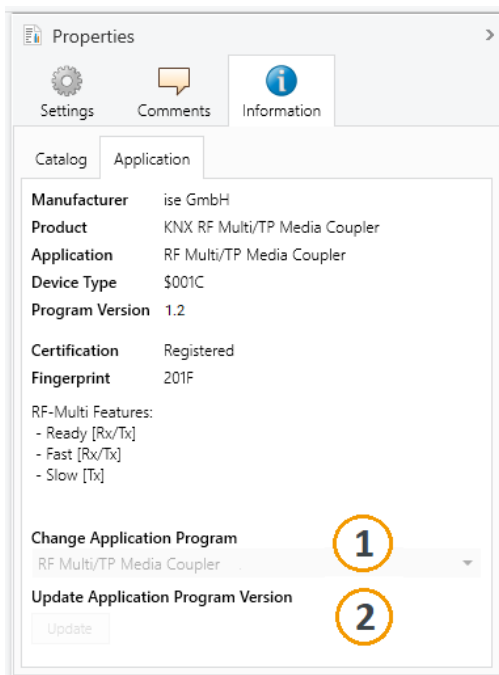 Properties
Settings Comments Information
Catalog Application
Manufacturer ise GmbH
Product KNX RF Multi/TP Media Coupler
Application RF Multi/TP Media Coupler
Device Type $001C
Program Version 1.2
Certification Registered
Fingerprint 201F
RF-Multi Features:
- Ready [Rx/Tx]
- Fast [Rx/Tx]
- Slow [Tx]
Change Application Program 1
RF Multi/TP Media Coupler
Update Application Program Version 2
Update